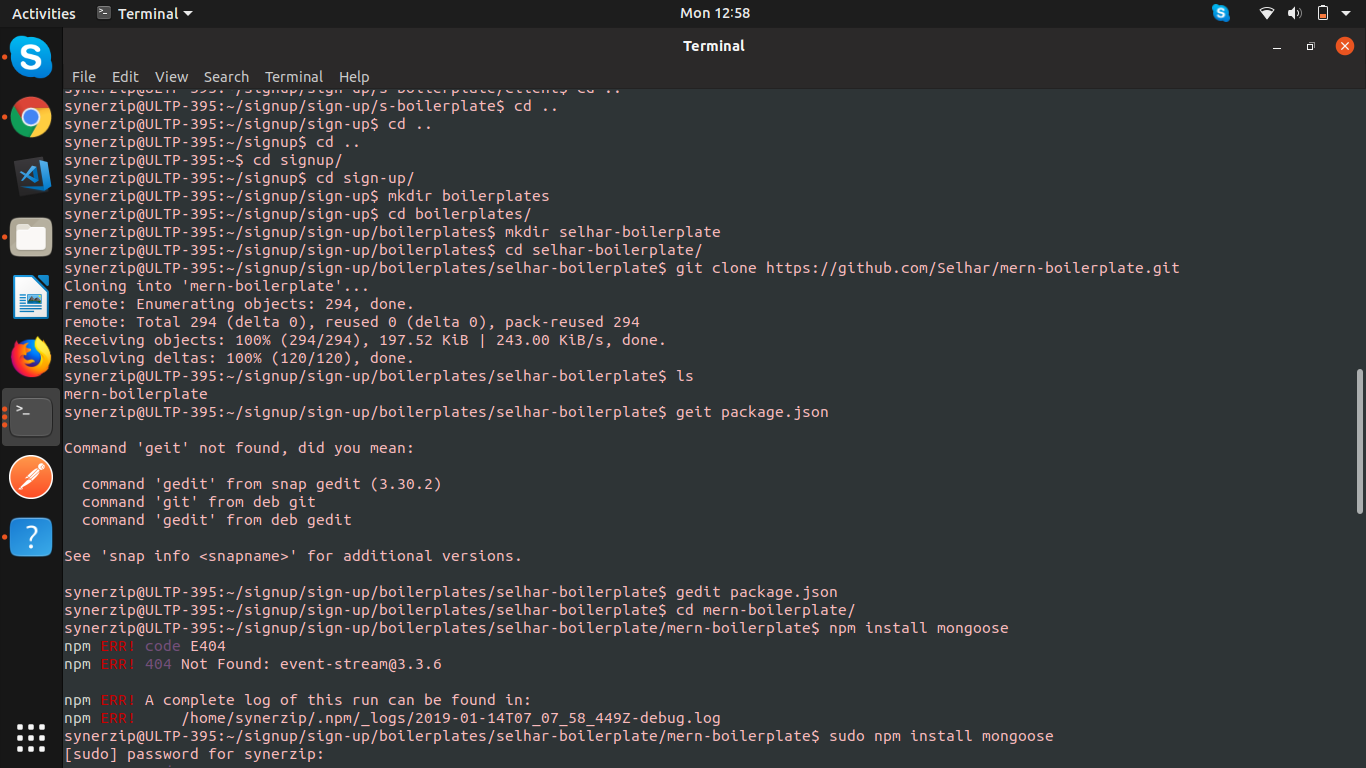 Activities
Terminal
Mon 12:58
Terminal
File Edit View Search Terminal Help
synerzip@ULTP-395:~/signup/sign-up/s-boilerplate/client$ cd ..
synerzip@ULTP-395:~/signup/sign-up/s-boilerplate$ cd ..
synerzip@ULTP-395:~/signup/sign-up$ cd ..
synerzip@ULTP-395:~/signup$ cd ..
synerzip@ULTP-395:~$ cd signup/
synerzip@ULTP-395:~/signup$ cd sign-up/
synerzip@ULTP-395:~/signup/sign-up$ mkdir boilerplates
synerzip@ULTP-395:~/signup/sign-up$ cd boilerplates/
synerzip@ULTP-395:~/signup/sign-up/boilerplates$ mkdir selhar-boilerplate
synerzip@ULTP-395:~/signup/sign-up/boilerplates$ cd selhar-boilerplate/
synerzip@ULTP-395:~/signup/sign-up/boilerplates/selhar-boilerplate$ git clone https://github.com/Selhar/mern-boilerplate.git
Cloning into 'mern-boilerplate'...
remote: Enumerating objects: 294, done.
remote: Total 294 (delta 0), reused 0 (delta 0), pack-reused 294
Receiving objects: 100% (294/294), 197.52 KiB | 243.00 KiB/s, done.
Resolving deltas: 100% (120/120), done.
synerzip@ULTP-395:~/signup/sign-up/boilerplates/selhar-boilerplate$ ls
mern-boilerplate
synerzip@ULTP-395:~/signup/sign-up/boilerplates/selhar-boilerplate$ geit package.json
Command 'geit' not found, did you mean:
command 'gedit' from snap gedit (3.30.2)
command 'git' from deb git
command 'gedit' from deb gedit
See 'snap info <snapname>' for additional versions.
synerzip@ULTP-395:~/signup/sign-up/boilerplates/selhar-boilerplate$ gedit package.json
synerzip@ULTP-395:~/signup/sign-up/boilerplates/selhar-boilerplate$ cd mern-boilerplate/
synerzip@ULTP-395:~/signup/sign-up/boilerplates/selhar-boilerplate/mern-boilerplate$ npm install mongoose
npm ERR! code E404
npm ERR! 404 Not Found: event-stream@3.3.6
npm ERR! A complete log of this run can be found in:
npm ERR!     /home/synerzip/.npm/_logs/2019-01-14T07_07_58_449Z-debug.log
synerzip@ULTP-395:~/signup/sign-up/boilerplates/selhar-boilerplate/mern-boilerplate$ sudo npm install mongoose
[sudo] password for synerzip: